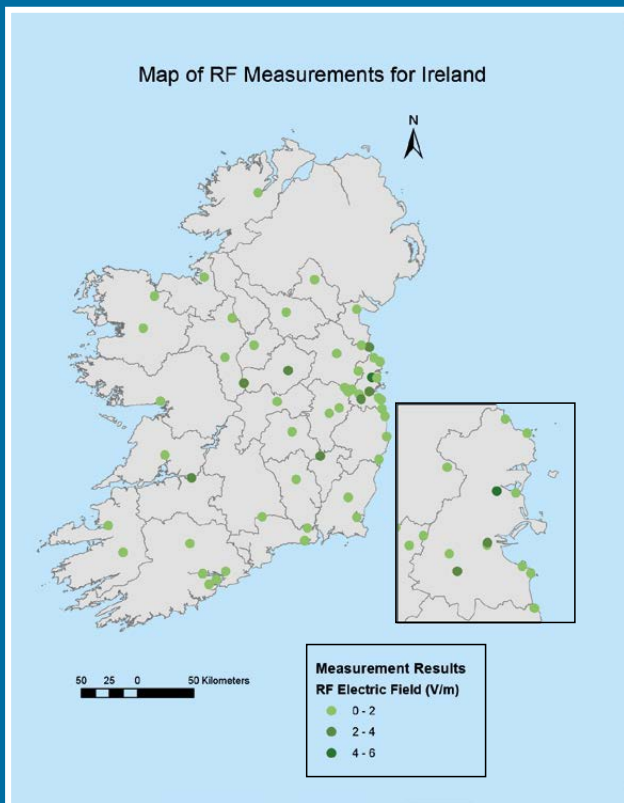 Map of RF Measurements for Ireland
N
50 25 0 50 Kilometers
Measurement Results
RF Electric Field (V/m)
0 - 2
2 - 4
4 - 6